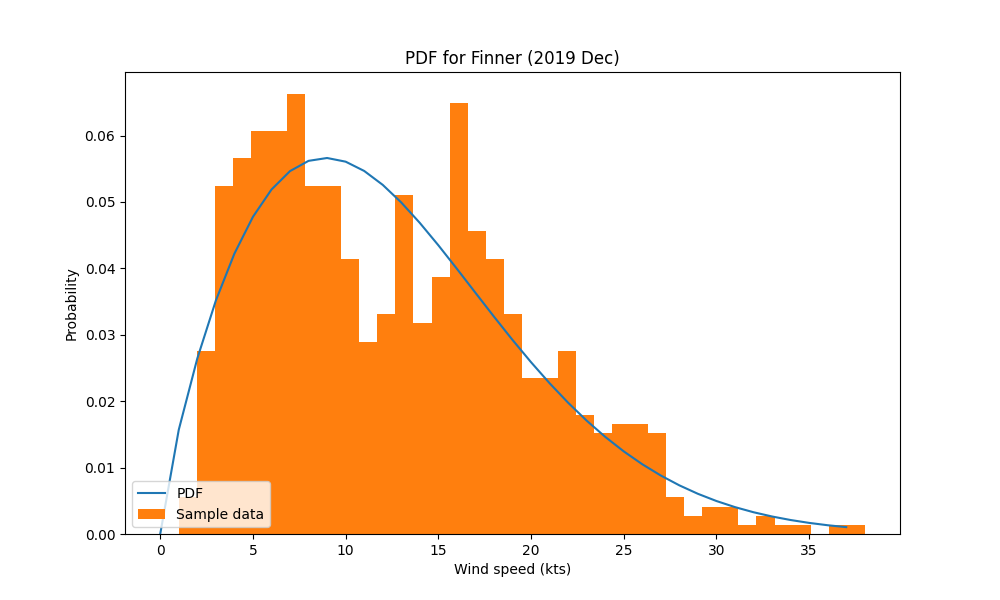 PDF for Finner (2019 Dec)
Probability
0.06
0.05
0.04
0.03
0.02
0.01
0.00
PDF
Sample data
0 5 10 15 20 25 30 35
Wind speed (kts)